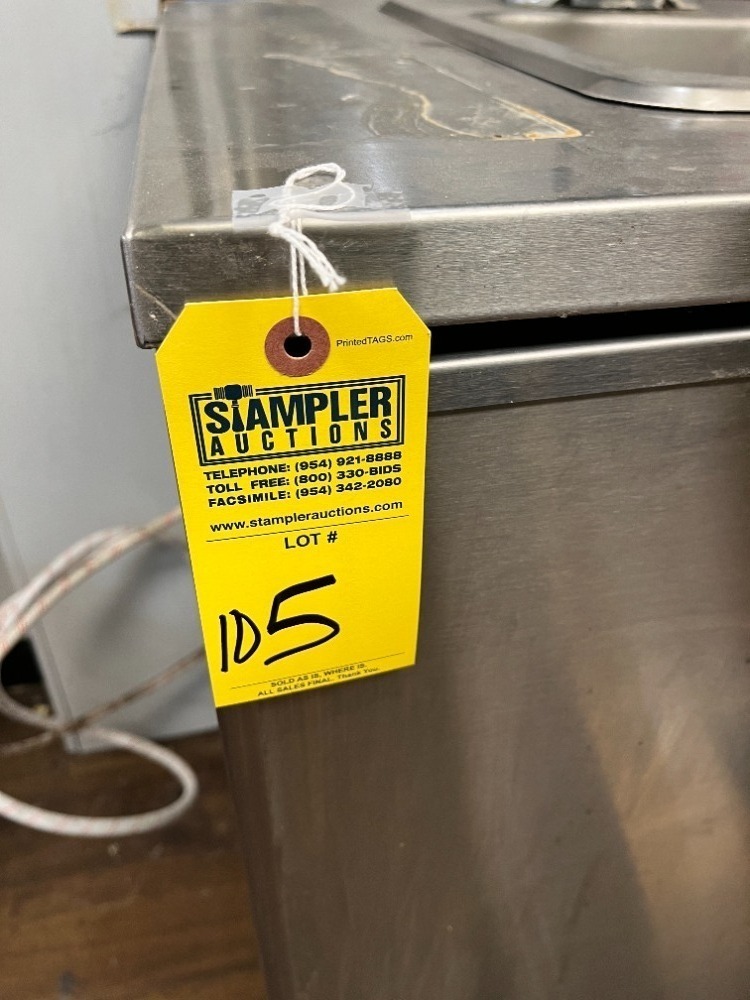 PrintedTAGS.com
STAMPLER
AUCTIONS
TELEPHONE: (954) 921-8888
TOLL FREE: (800) 330-BIDS
FACSIMILE: (954) 342-2080
www.stamplerauctions.com
LOT #
105
SOLD AS IS, WHERE IS.
ALL SALES FINAL. Thank You.